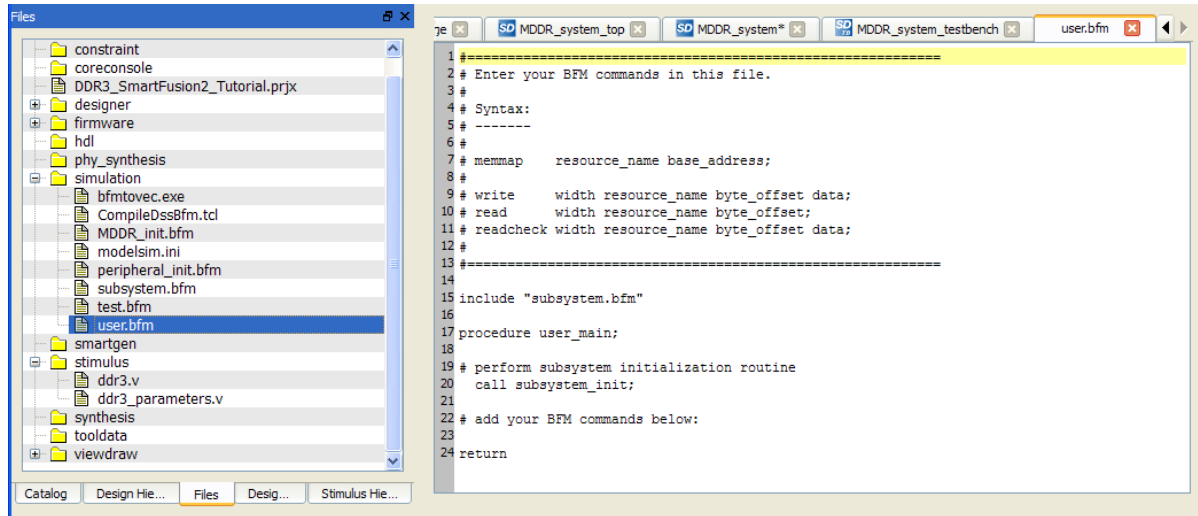 Files
constraint
coreconsole
DDR3_SmartFusion2_Tutorial.prjx
designer
firmware
hdl
phy_synthesis
simulation
bfmtovec.exe
CompileDssBfm.tcl
MDDR_init.bfm
modelsim.ini
peripheral_init.bfm
subsystem.bfm
test.bfm
user.bfm
smartgen
stimulus
ddr3.v
ddr3_parameters.v
synthesis
tooldata
viewdraw
Catalog Design Hie... Files Desig... Stimulus Hie...
ge SD MDDR_system_top SD MDDR_system* SD TB MDDR_system_testbench user.bfm
1 #===========================================================
2 # Enter your BFM commands in this file.
3 #
4 # Syntax:
5 # -------
6 #
7 # memmap    resource_name base_address;
8 #
9 # write     width resource_name byte_offset data;
10 # read      width resource_name byte_offset;
11 # readcheck width resource_name byte_offset data;
12 #
13 #===========================================================
14
15 include "subsystem.bfm"
16
17 procedure user_main;
18
19 # perform subsystem initialization routine
20   call subsystem_init;
21
22 # add your BFM commands below:
23
24 return